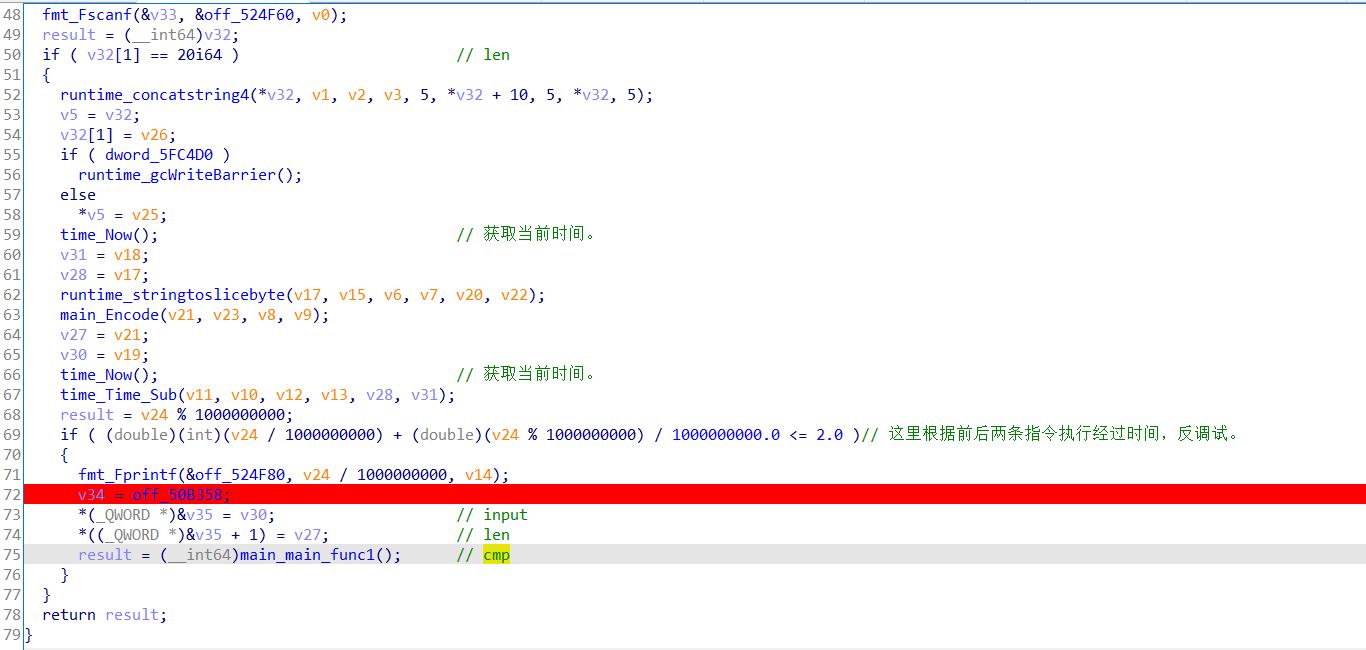 48 fmt_Fscanf(&v33, &off_524F60, v0);
49 result = (__int64)v32;
50 if ( v32[1] == 20i64 ) // len
51 {
52 runtime_concatstring4(*v32, v1, v2, v3, 5, *v32 + 10, 5, *v32, 5);
53 v5 = v32;
54 v32[1] = v26;
55 if ( dword_5FC4D0 )
56 runtime_gcWriteBarrier();
57 else
58 *v5 = v25;
59 time_Now(); // 获取当前时间。
60 v31 = v18;
61 v28 = v17;
62 runtime_stringtoslicebyte(v17, v15, v6, v7, v20, v22);
63 main_Encode(v21, v23, v8, v9);
64 v27 = v21;
65 v30 = v19;
66 time_Now(); // 获取当前时间。
67 time_Time_Sub(v11, v10, v12, v13, v28, v31);
68 result = v24 % 1000000000;
69 if ( (double)(int)(v24 / 1000000000) + (double)(v24 % 1000000000) / 1000000000.0 <= 2.0 )// 这里根据前后两条指令执行经过时间，反调试。
70 {
71 fmt_Fprintf(&off_524F80, v24 / 1000000000, v14);
72 v34 = off_50B358;
73 *(_QWORD *)&v35 = v30; // input
74 *((_QWORD *)&v35 + 1) = v27; // len
75 result = (__int64)main_main_func1(); // cmp
76 }
77 }
78 return result;
79 }